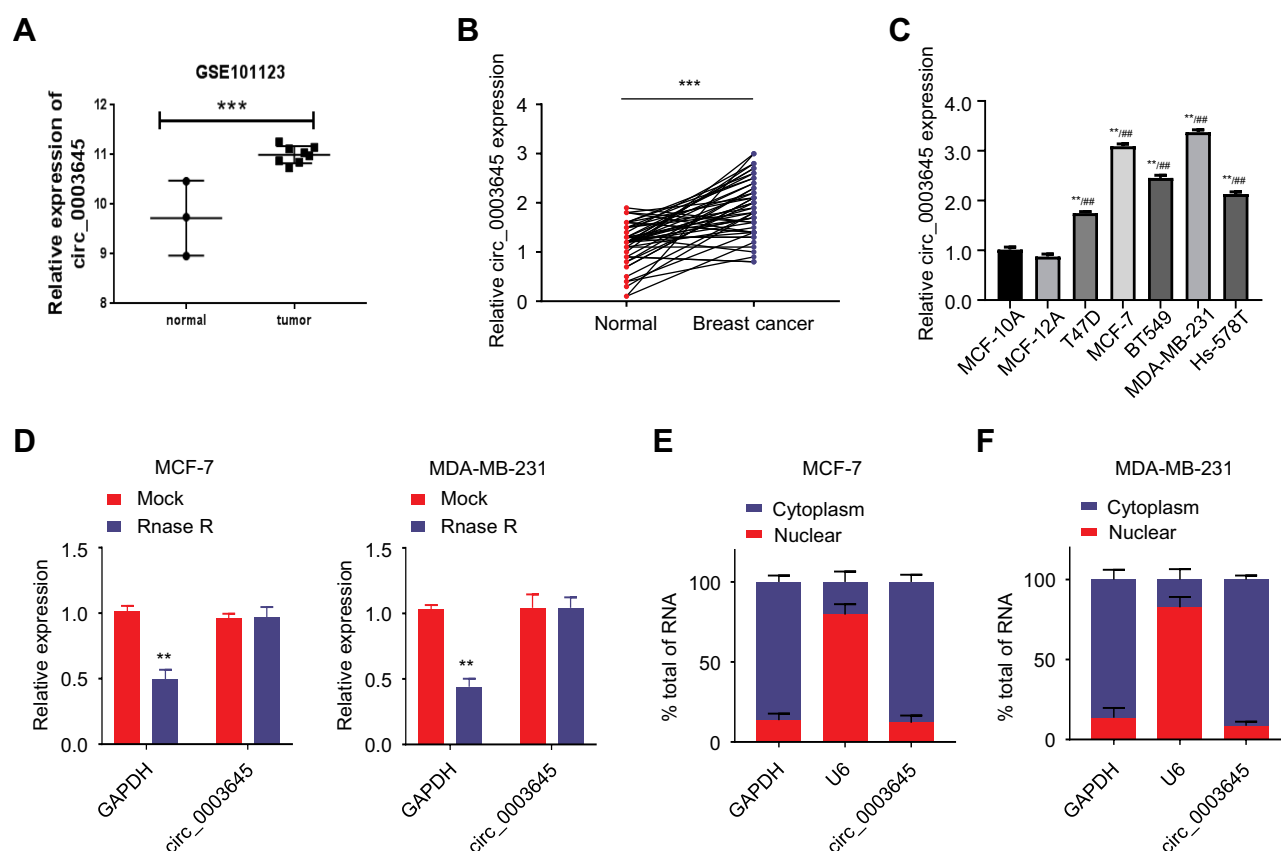 A
GSE101123
***
Relative expression of
circ_0003645
12
11
10
9
8
normal
tumor
B
***
Relative circ_0003645 expression
4
3
2
1
0
Normal
Breast cancer
C
Relative circ_0003645 expression
4.0
3.0
2.0
1.0
0.0
**/##
**/##
**/##
**/##
**/##
MCF-10A
MCF-12A
T47D
MCF-7
BT549
MDA-MB-231
Hs-578T
D
MCF-7
Mock
Rnase R
Relative expression
1.5
1.0
0.5
0.0
**
GAPDH
circ_0003645
MDA-MB-231
Mock
Rnase R
Relative expression
1.5
1.0
0.5
0.0
**
GAPDH
circ_0003645
E
MCF-7
Cytoplasm
Nuclear
% total of RNA
100
50
0
GAPDH
U6
circ_0003645
F
MDA-MB-231
Cytoplasm
Nuclear
% total of RNA
100
50
0
GAPDH
U6
circ_0003645